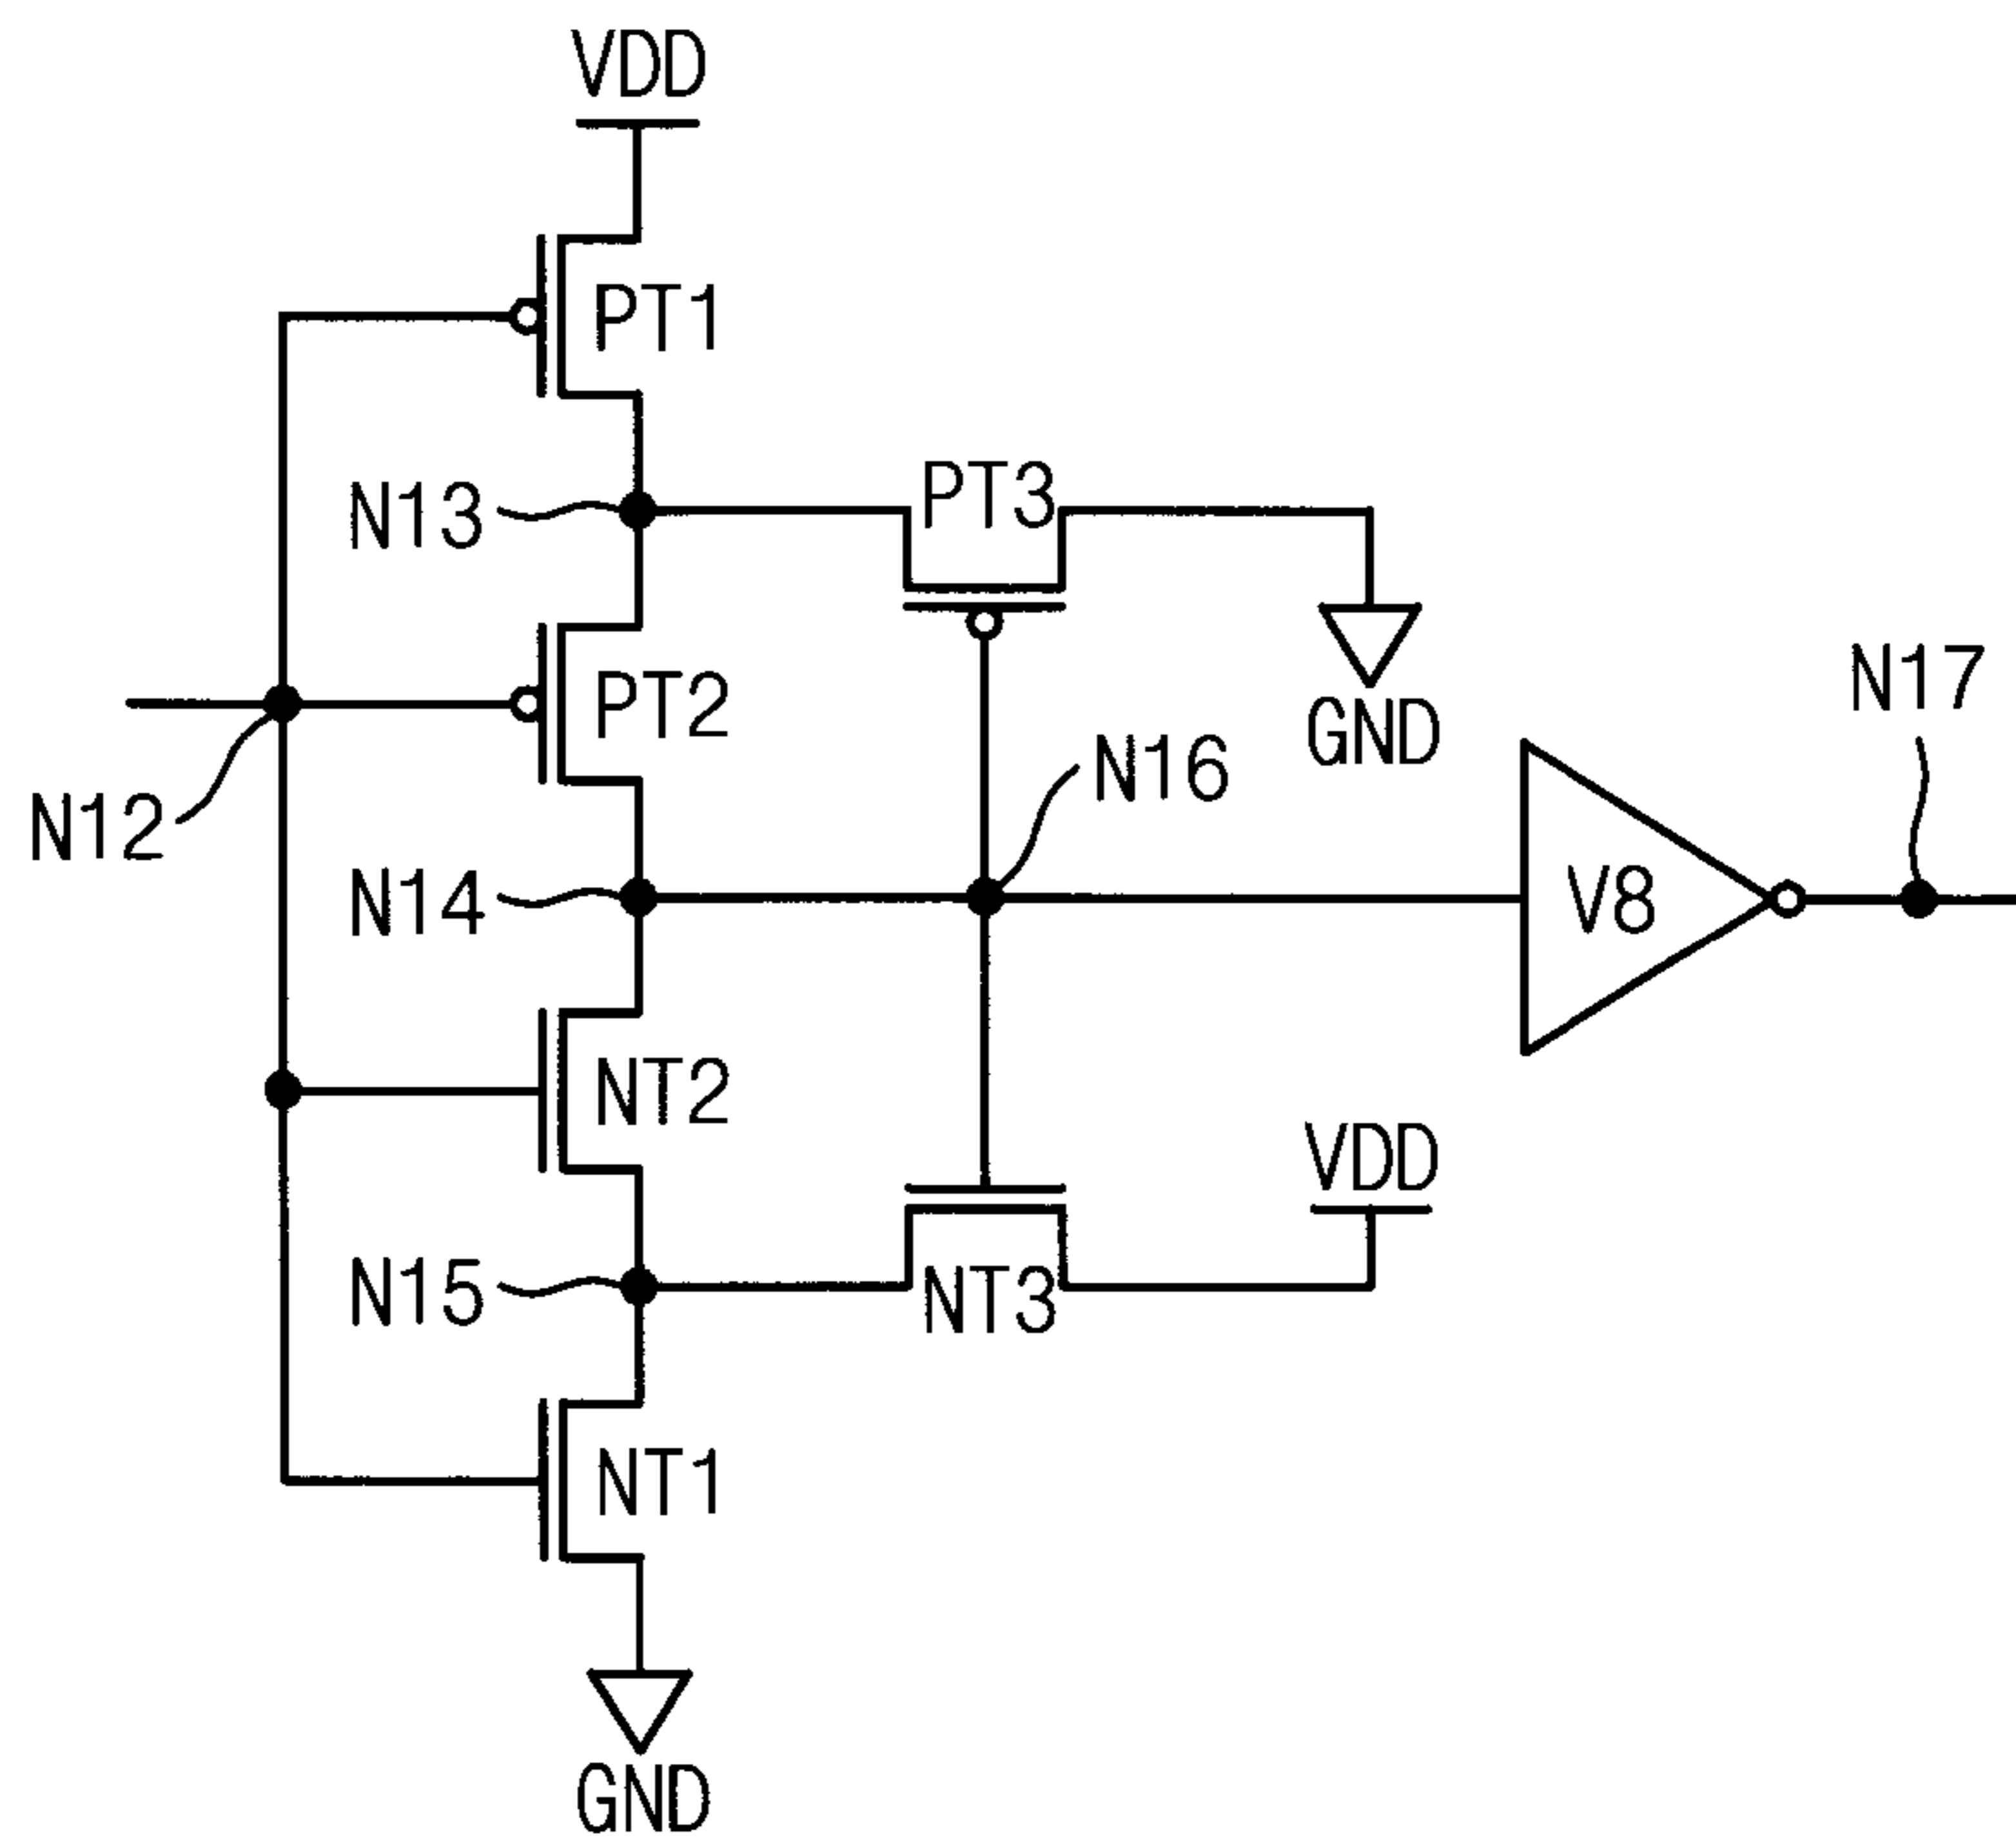 VDD
PT1
N13
PT3
GND
N17
PT2
N16
N12
N14
V8
NT2
VDD
N15
NT3
NT1
GND